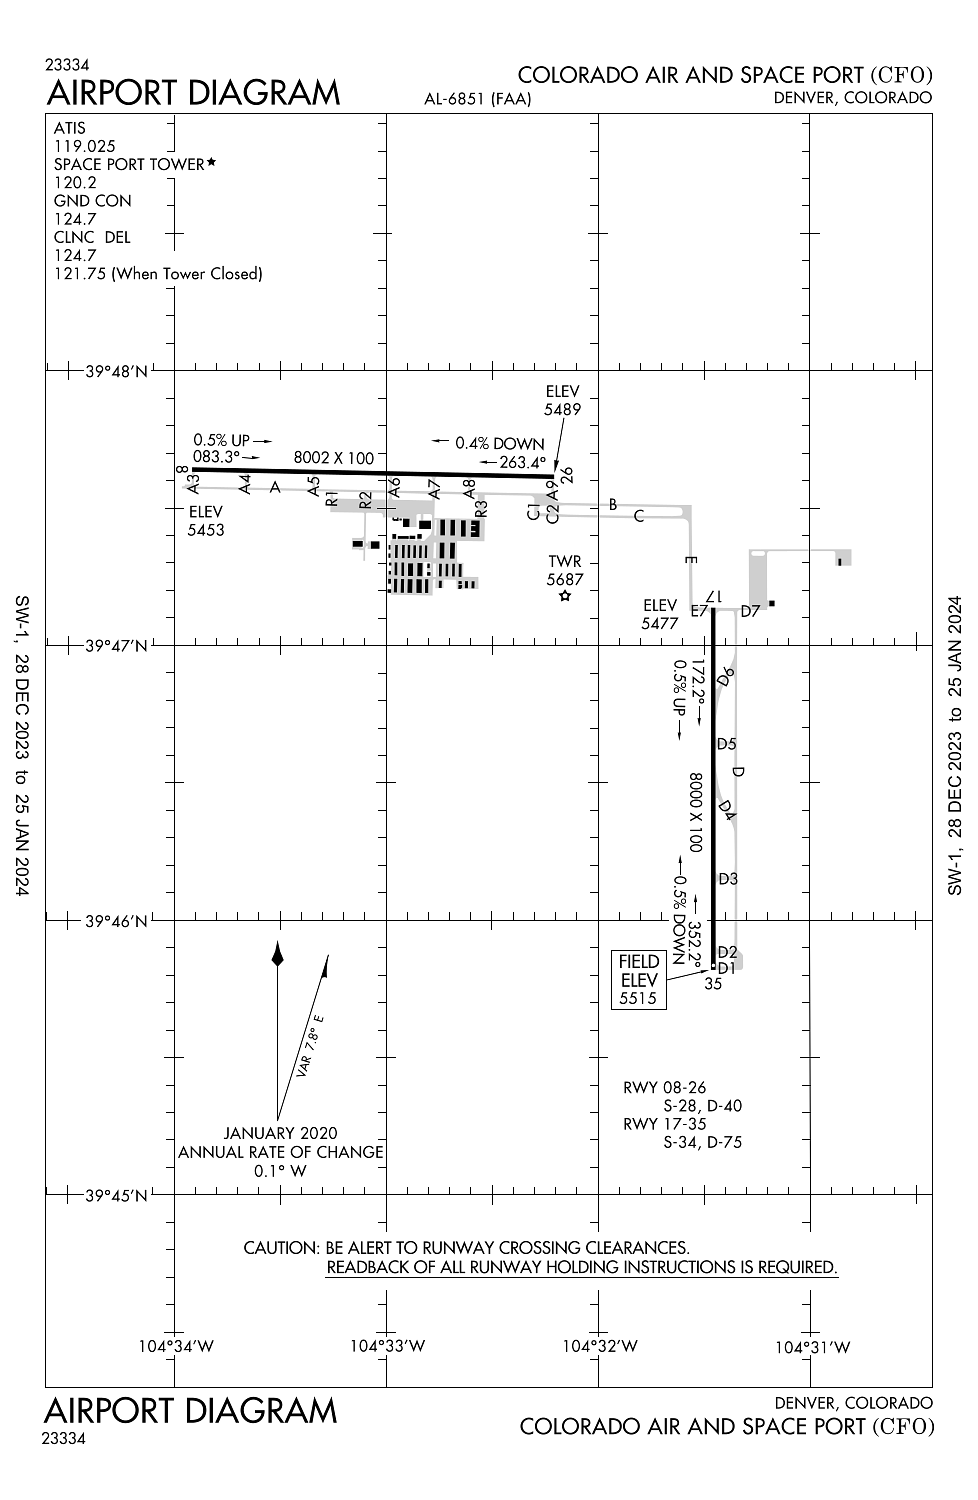 23334
AIRPORT DIAGRAM
AL-6851 (FAA)
COLORADO AIR AND SPACE PORT (CFO)
DENVER, COLORADO
ATIS
119.025
SPACE PORT TOWER★
120.2
GND CON
124.7
CLNC DEL
124.7
121.75 (When Tower Closed)
39°48'N
ELEV
5489
0.5% UP
083.3°
8002 X 100
0.4% DOWN
263.4°
8
26
A3
A4
A
A5
R1
R2
A6
A7
A8
R3
A9
C1
C2
B
C
E
ELEV
5453
TWR
5687
ELEV
5477
E7
17
D7
39°47'N
172.2°
0.5% UP
D6
D5
D
8000 X 100
D4
D3
0.5% DOWN
352.2°
D2
D1
35
39°46'N
FIELD
ELEV
5515
VAR 7.8° E
JANUARY 2020
ANNUAL RATE OF CHANGE
0.1° W
RWY 08-26
S-28, D-40
RWY 17-35
S-34, D-75
39°45'N
CAUTION: BE ALERT TO RUNWAY CROSSING CLEARANCES.
READBACK OF ALL RUNWAY HOLDING INSTRUCTIONS IS REQUIRED.
104°34'W
104°33'W
104°32'W
104°31'W
SW-1, 28 DEC 2023 to 25 JAN 2024
SW-1, 28 DEC 2023 to 25 JAN 2024
AIRPORT DIAGRAM
23334
DENVER, COLORADO
COLORADO AIR AND SPACE PORT (CFO)